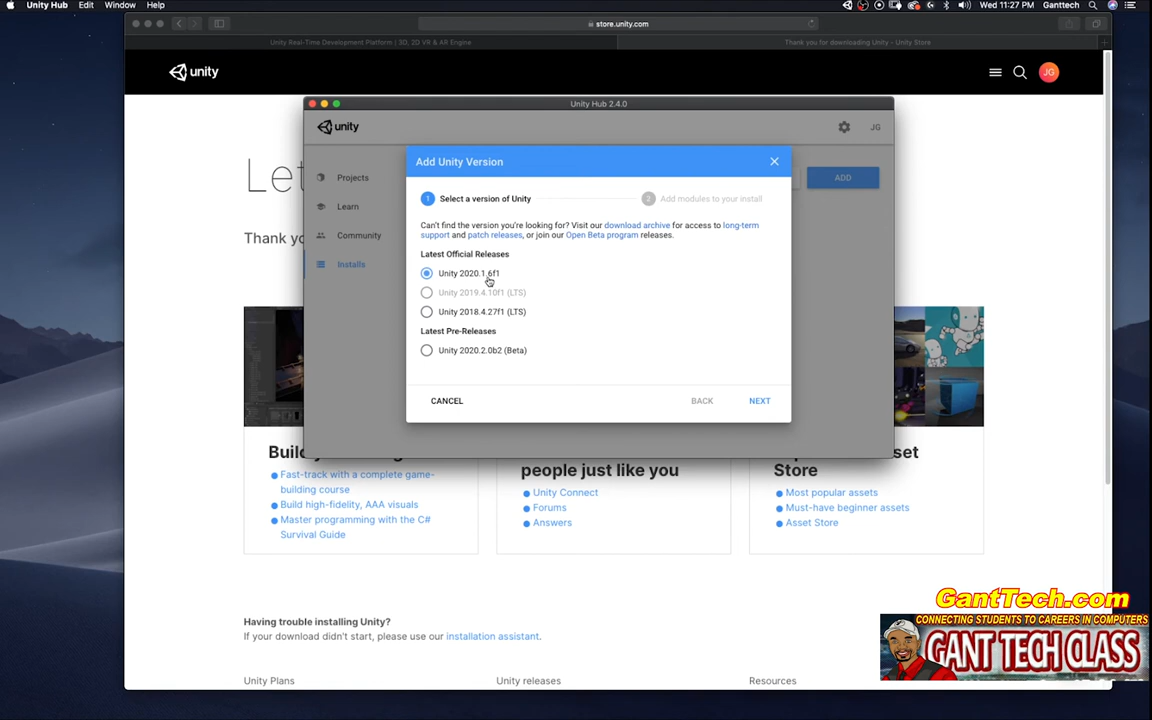 Unity Hub Edit Window Help
Wed 11:27 PM Ganttech
store.unity.com
Unity Real-Time Development Platform | 3D, 2D VR & AR Engine
Thank you for downloading Unity - Unity Store
unity
JG
Unity Hub 2.4.0
unity
JG
Let
Thank yo
Projects
Learn
Community
Installs
ADD
Add Unity Version
1 Select a version of Unity
2 Add modules to your install
Can't find the version you're looking for? Visit our download archive for access to long-term
support and patch releases, or join our Open Beta program releases.
Latest Official Releases
Unity 2020.1.6f1
Unity 2019.4.10f1 (LTS)
Unity 2018.4.27f1 (LTS)
Latest Pre-Releases
Unity 2020.2.0b2 (Beta)
CANCEL
BACK
NEXT
Fast-track with a complete game-
building course
Build high-fidelity, AAA visuals
Master programming with the C#
Survival Guide
people just like you
Unity Connect
Forums
Answers
set
Store
Most popular assets
Must-have beginner assets
Asset Store
Having trouble installing Unity?
If your download didn't start, please use our installation assistant.
Unity Plans
Unity releases
Resources
GantTech.com
CONNECTING STUDENTS TO CAREERS IN COMPUTERS
GANT TECH CLASS